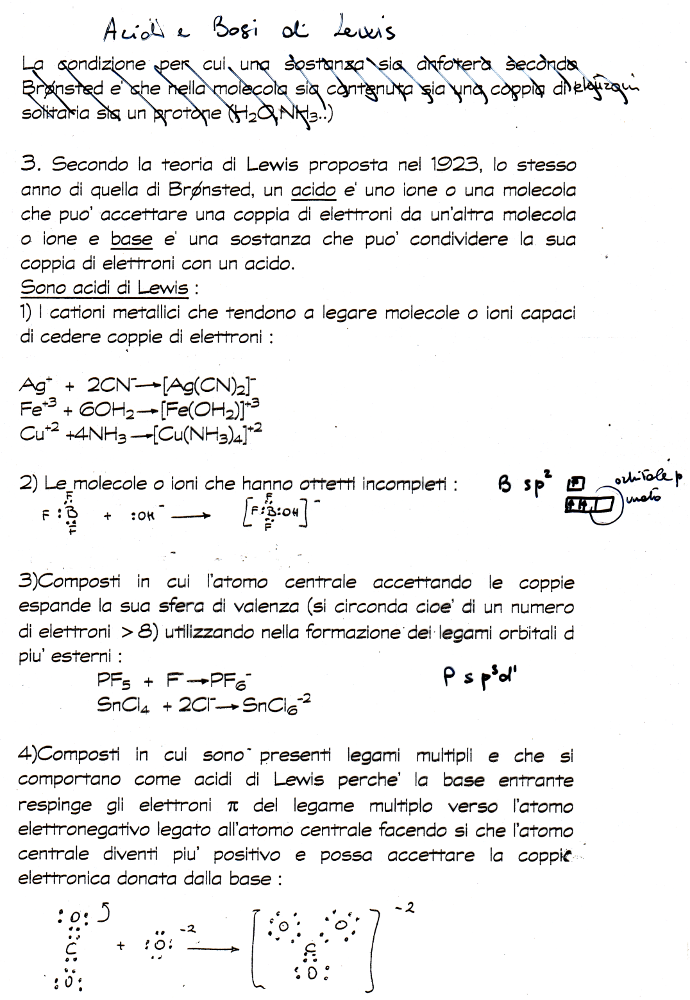 Acidi e Basi di Lewis
La condizione per cui una sostanza sia anfotera secondo
Brønsted e' che nella molecola sia contenuta sia una coppia di
solitaria sia un protone (H₂O,NH₃..)
3. Secondo la teoria di Lewis proposta nel 1923, lo stesso
anno di quella di Brønsted, un acido e' uno ione o una molecola
che puo' accettare una coppia di elettroni da un'altra molecola
o ione e base e' una sostanza che puo' condividere la sua
coppia di elettroni con un acido.
Sono acidi di Lewis :
1) I cationi metallici che tendono a legare molecole o ioni capaci
di cedere coppie di elettroni :
Ag⁺ + 2CN⁻→[Ag(CN)₂]⁻
Fe⁺³ + 6OH₂→[Fe(OH₂)]⁺³
Cu⁺² +4NH₃→[Cu(NH₃)₄]⁺²
2) Le molecole o ioni che hanno ottetti incompleti :
B sp²
orbitale p
vuoto
F
F : B + :OH⁻ → [F:B:OH]⁻
F
F
F
3)Composti in cui l'atomo centrale accettando le coppie
espande la sua sfera di valenza (si circonda cioe' di un numero
di elettroni > 8) utilizzando nella formazione dei legami orbitali d
piu' esterni :
PF₅ + F⁻→PF₆⁻
P sp³d¹
SnCl₄ + 2Cl⁻→SnCl₆⁻²
4)Composti in cui sono presenti legami multipli e che si
comportano come acidi di Lewis perche' la base entrante
respinge gli elettroni π del legame multiplo verso l'atomo
elettronegativo legato all'atomo centrale facendo si che l'atomo
centrale diventi piu' positivo e possa accettare la coppia
elettronica donata dalla base :
:O: O O -2
C + :O: -2 → C
:O: :O: